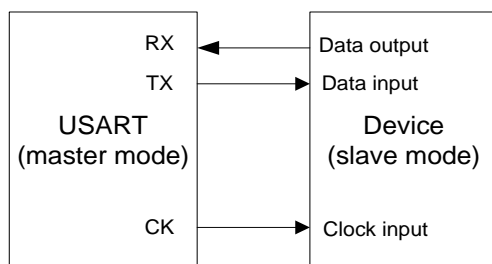 RX
Data output
TX
Data input
USART
(master mode)
Device
(slave mode)
CK
Clock input